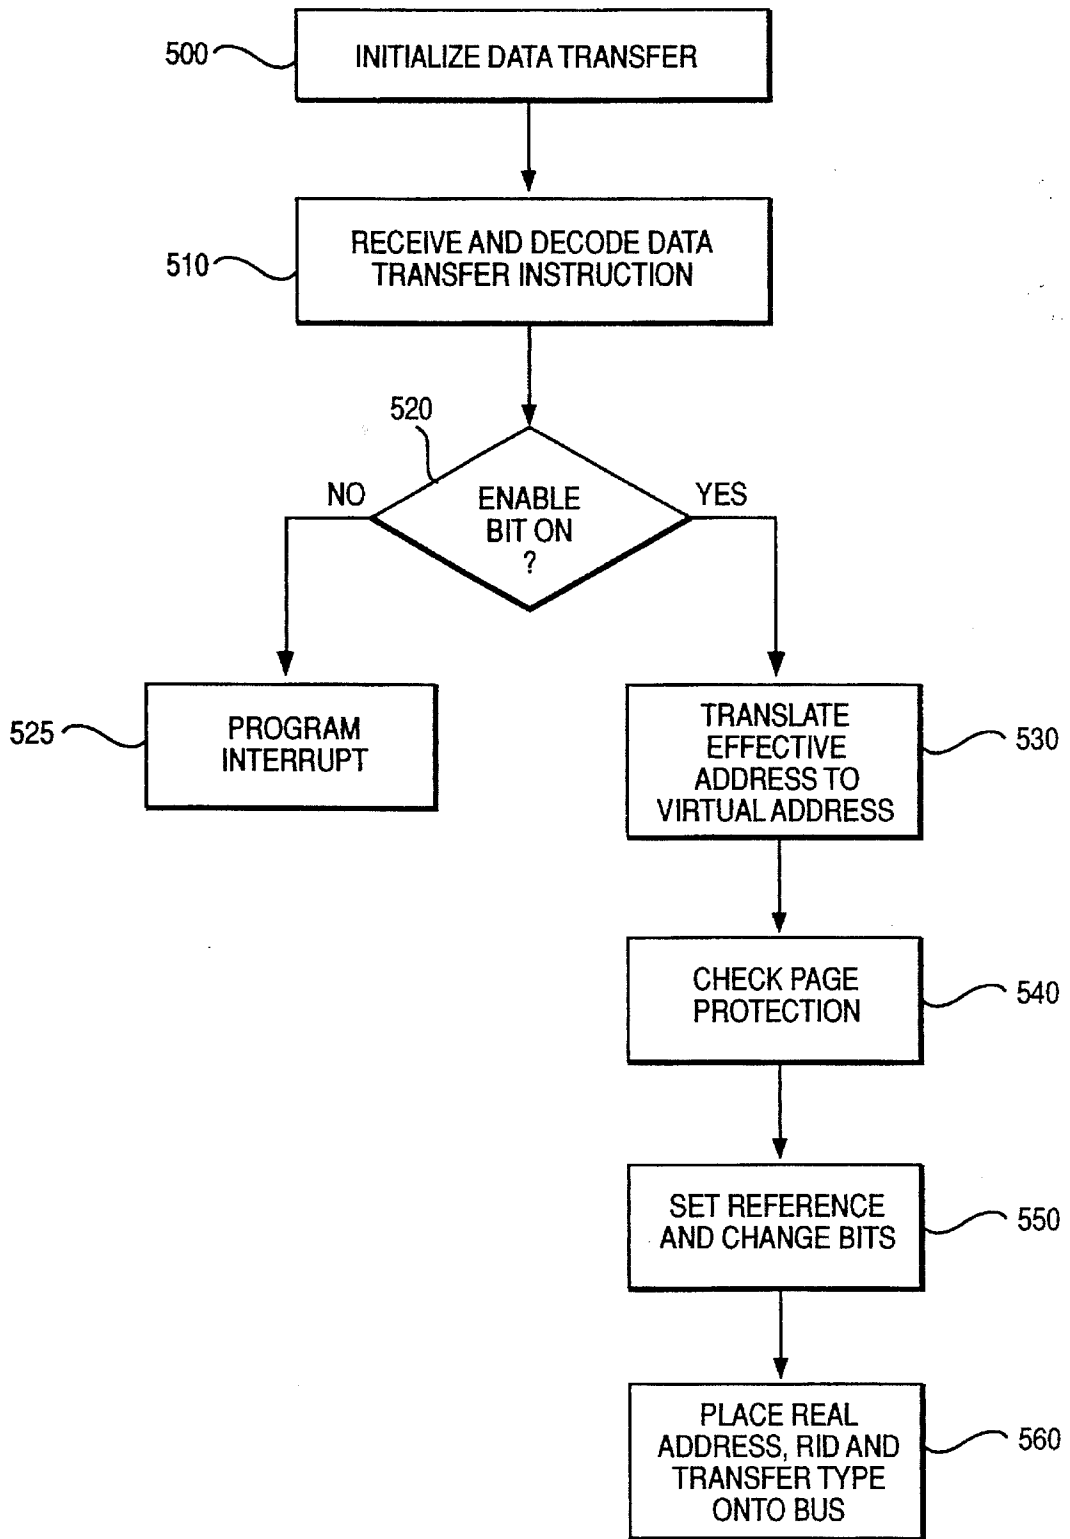 500
INITIALIZE DATA TRANSFER
510
RECEIVE AND DECODE DATA
TRANSFER INSTRUCTION
520
NO
ENABLE
BIT ON
?
YES
525
PROGRAM
INTERRUPT
TRANSLATE
EFFECTIVE
ADDRESS TO
VIRTUAL ADDRESS
530
CHECK PAGE
PROTECTION
540
SET REFERENCE
AND CHANGE BITS
550
PLACE REAL
ADDRESS, RID AND
TRANSFER TYPE
ONTO BUS
560